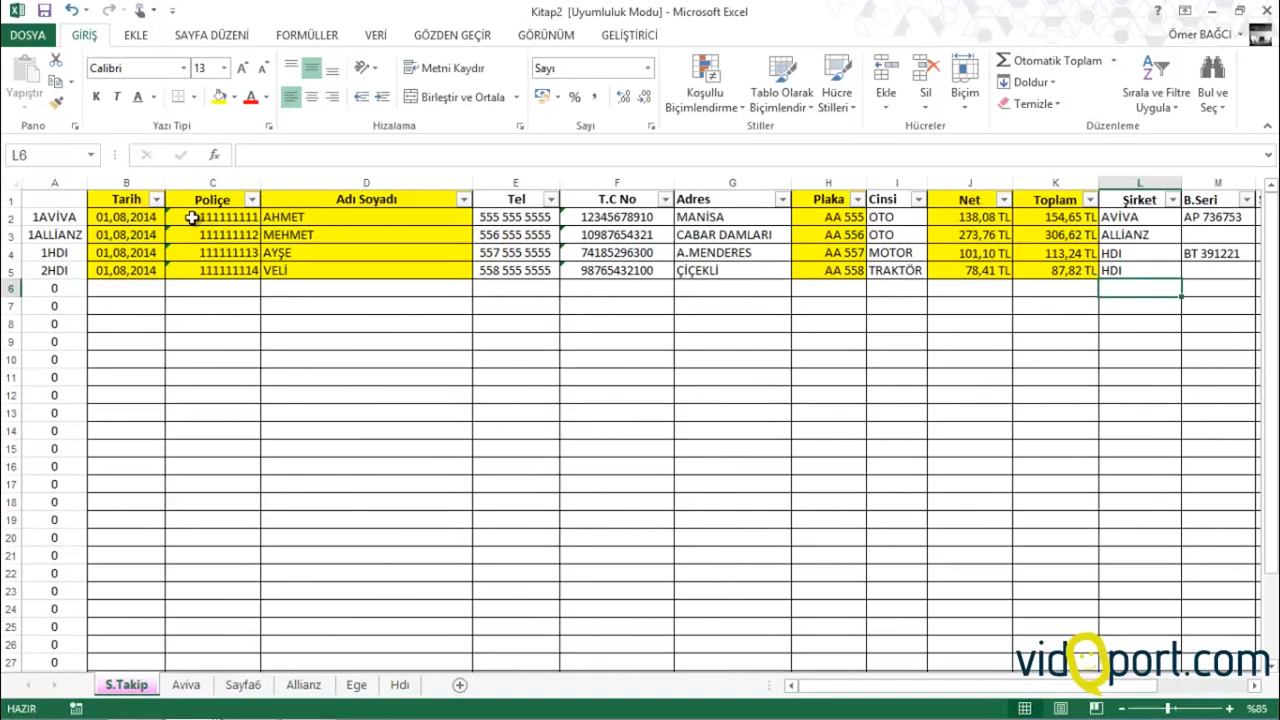 Kitap2 [Uyumluluk Modu] - Microsoft Excel
DOSYA GİRİŞ EKLE SAYFA DÜZENİ FORMÜLLER VERİ GÖZDEN GEÇİR GÖRÜNÜM GELİŞTİRİCİ Ömer BAĞCI
Yapıştır
Pano
Calibri 13
K T A
Yazı Tipi
Metni Kaydır
Birleştir ve Ortala
Hizalama
Sayı
Sayı
Koşullu Biçimlendirme
Tablo Olarak Biçimlendir
Hücre Stilleri
Stiller
Ekle Sil Biçim
Hücreler
Otomatik Toplam
Doldur
Temizle
Sırala ve Filtre Uygula
Bul ve Seç
Düzenleme
L6
A B C D E F G H I J K L M
1 Tarih Poliçe Adı Soyadı Tel T.C No Adres Plaka Cinsi Net Toplam Şirket B.Seri
2 1AVİVA 01,08,2014 111111111 AHMET 555 555 5555 12345678910 MANİSA AA 555 OTO 138,08 TL 154,65 TL AVİVA AP 736753
3 1ALLİANZ 01,08,2014 111111112 MEHMET 556 555 5555 10987654321 CABAR DAMLARI AA 556 OTO 273,76 TL 306,62 TL ALLİANZ
4 1HDI 01,08,2014 111111113 AYŞE 557 555 5555 74185296300 A.MENDERES AA 557 MOTOR 101,10 TL 113,24 TL HDI BT 391221
5 2HDI 01,08,2014 111111114 VELİ 558 555 5555 98765432100 ÇİÇEKLİ AA 558 TRAKTÖR 78,41 TL 87,82 TL HDI
6 0
7 0
8 0
9 0
10 0
11 0
12 0
13 0
14 0
15 0
16 0
17 0
18 0
19 0
20 0
21 0
22 0
23 0
24 0
25 0
26 0
27 0
vidoport.com
S.Takip Aviva Sayfa6 Allianz Ege Hdı
HAZIR %85